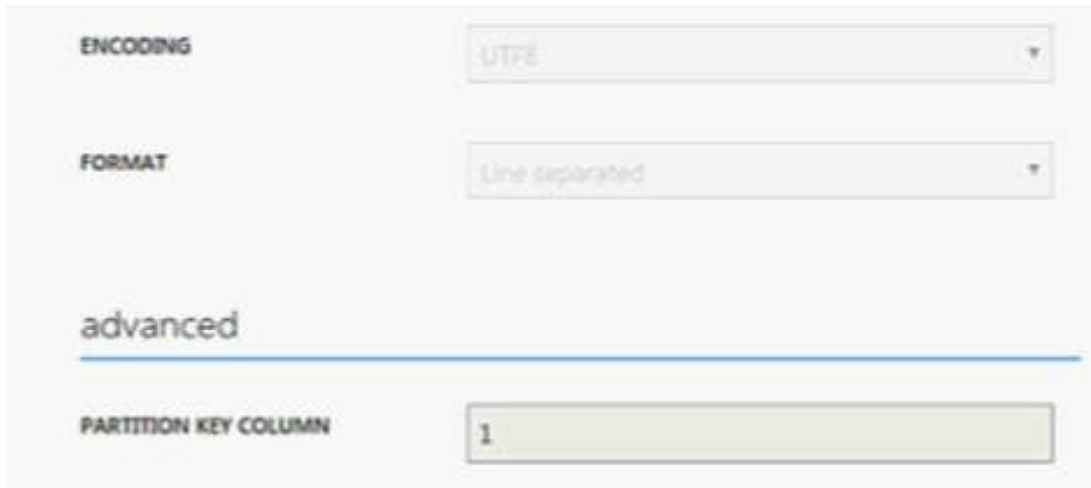 ENCODING
UTF8
FORMAT
Line separated
advanced
PARTITION KEY COLUMN
1